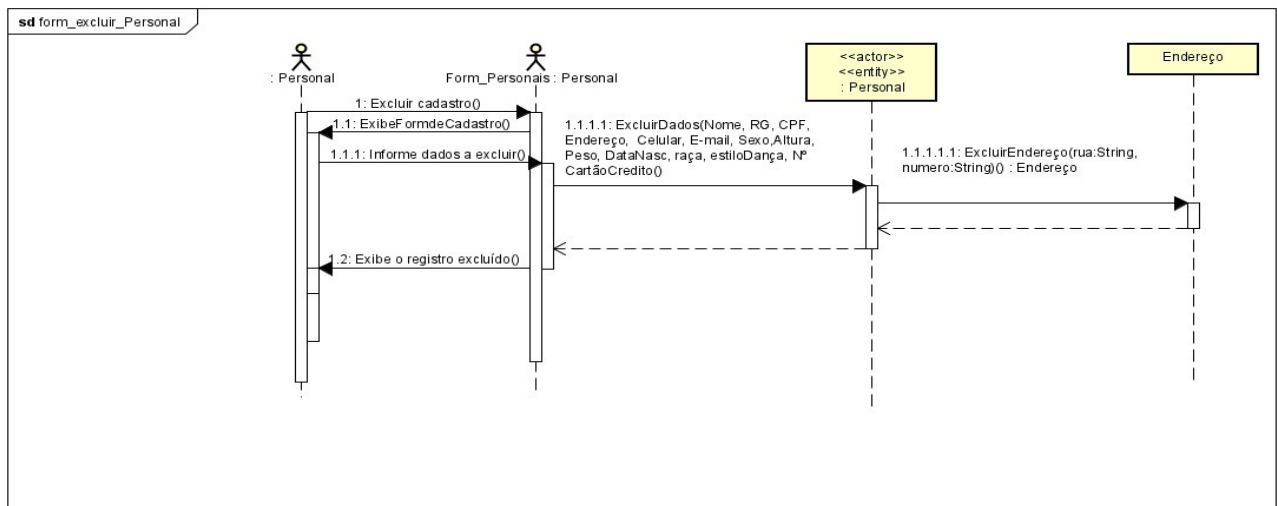 sd form_excluir_Personal
: Personal
Form_Personais : Personal
<<actor>>
<<entity>>
: Personal
Endereço
1: Excluir cadastro()
1.1: ExibeFormdeCadastro()
1.1.1: Informe dados a excluir()
1.1.1.1: ExcluirDados(Nome, RG, CPF,
Endereço, Celular, E-mail, Sexo,Altura,
Peso, DataNasc, raça, estiloDança, Nº
CartãoCredito()
1.1.1.1.1: ExcluirEndereço(rua:String,
numero:String)() : Endereço
1.2: Exibe o registro excluído()